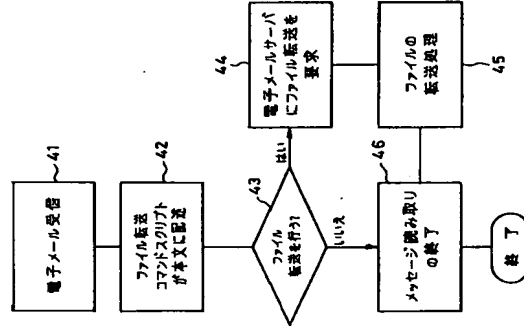 41
電子メール受信
42
ファイル転送
コマンドスクリプト
が本文に記述
43
ファイル
転送を行う?
はい
いいえ
44
電子メールサーバ
にファイル転送を
要求
45
ファイルの
転送処理
46
メッセージ読み取り
の終了
終了